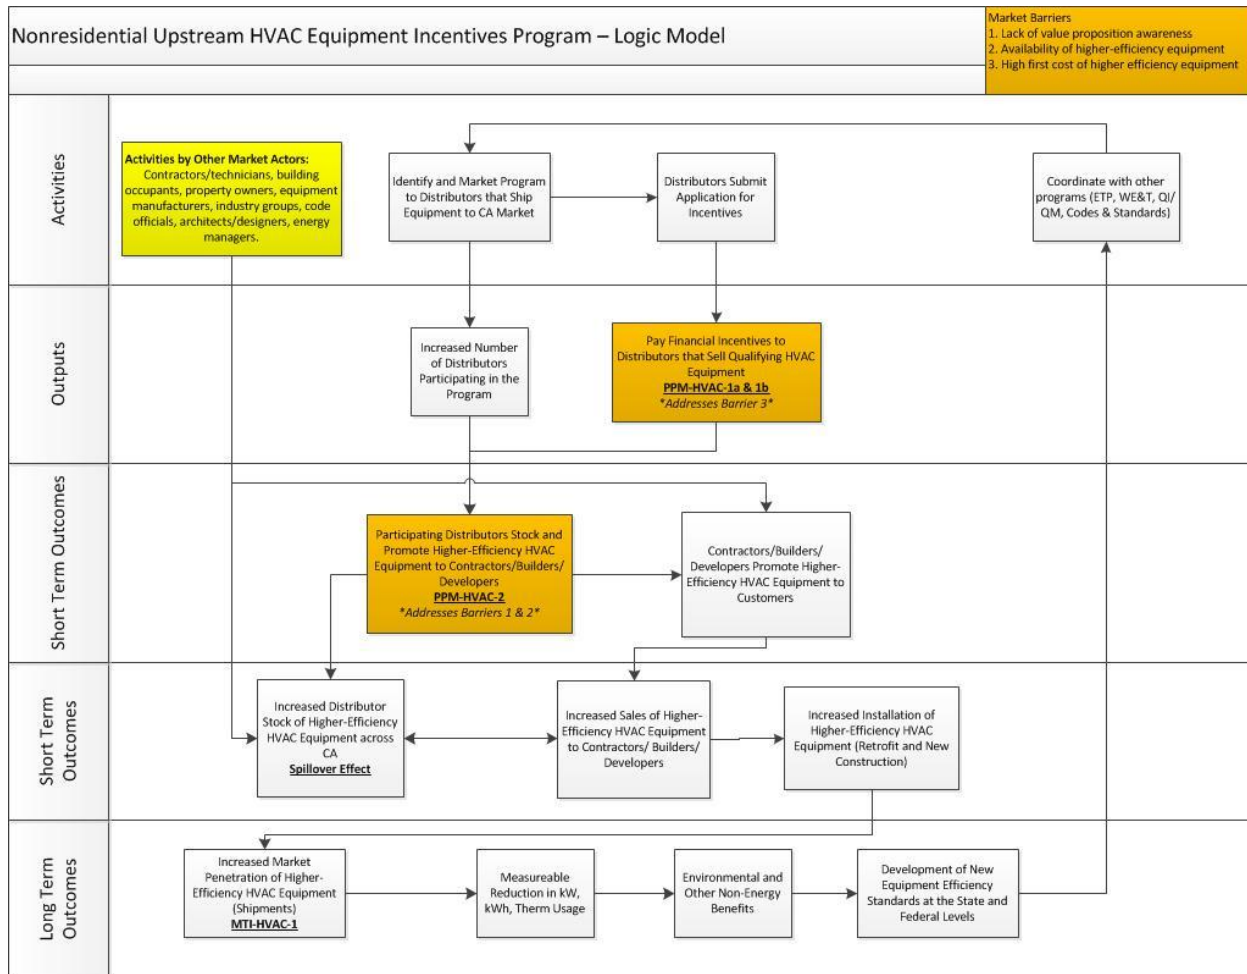 Nonresidential Upstream HVAC Equipment Incentives Program – Logic Model
Market Barriers
1. Lack of value proposition awareness
2. Availability of higher-efficiency equipment
3. High first cost of higher efficiency equipment
Activities
Activities by Other Market Actors:
Contractors/technicians, building
occupants, property owners, equipment
manufacturers, industry groups, code
officials, architects/designers, energy
managers.
Identify and Market Program
to Distributors that Ship
Equipment to CA Market
Distributors Submit
Application for
Incentives
Coordinate with other
programs (ETP, WE&T, QI/
QM, Codes & Standards)
Outputs
Increased Number
of Distributors
Participating in the
Program
Pay Financial Incentives to
Distributors that Sell Qualifying HVAC
Equipment
PPM-HVAC-1a & 1b
*Addresses Barrier 3*
Short Term Outcomes
Participating Distributors Stock and
Promote Higher-Efficiency HVAC
Equipment to Contractors/Builders/
Developers
PPM-HVAC-2
*Addresses Barriers 1 & 2*
Contractors/Builders/
Developers Promote Higher-
Efficiency HVAC Equipment to
Customers
Short Term
Outcomes
Increased Distributor
Stock of Higher-Efficiency
HVAC Equipment across
CA
Spillover Effect
Increased Sales of Higher-
Efficiency HVAC Equipment
to Contractors/ Builders/
Developers
Increased Installation of
Higher-Efficiency HVAC
Equipment (Retrofit and New
Construction)
Long Term
Outcomes
Increased Market
Penetration of Higher-
Efficiency HVAC Equipment
(Shipments)
MTI-HVAC-1
Measureable
Reduction in kW,
kWh, Therm Usage
Environmental and
Other Non-Energy
Benefits
Development of New
Equipment Efficiency
Standards at the State and
Federal Levels